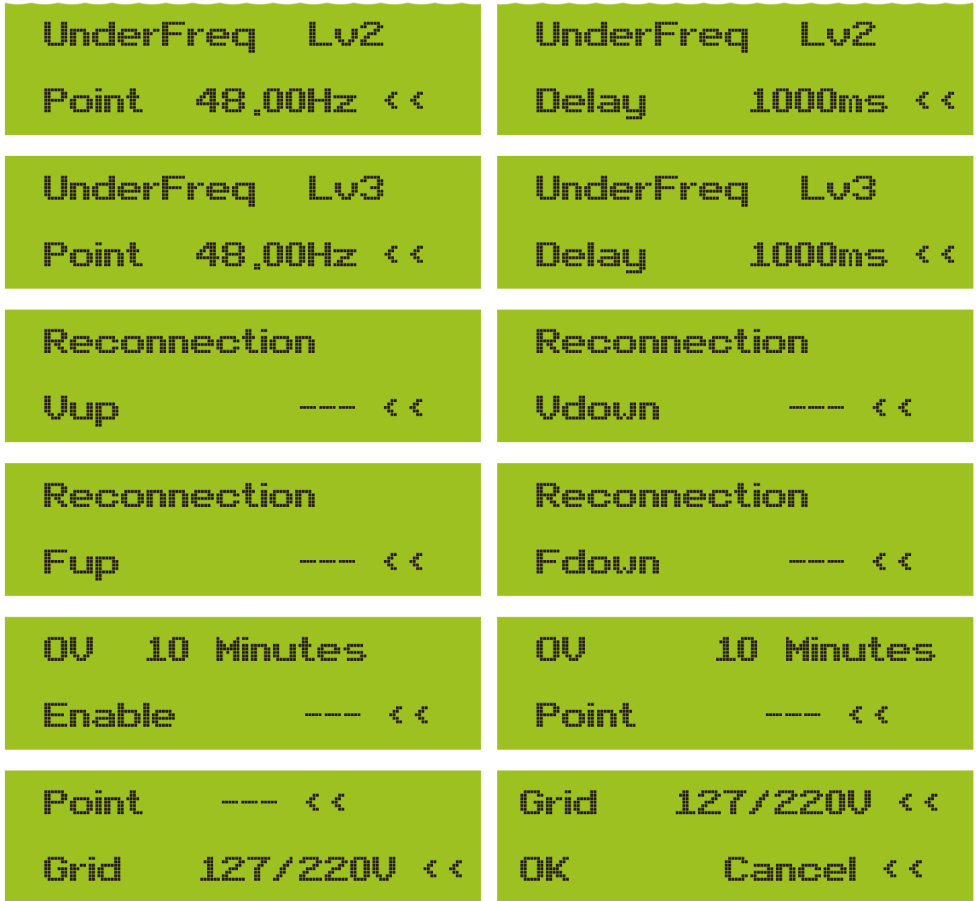 UnderFreq Lv2
Point 48.00Hz <<
UnderFreq Lv2
Delay 1000ms <<
UnderFreq Lv3
Point 48.00Hz <<
UnderFreq Lv3
Delay 1000ms <<
Reconnection
Vup --- <<
Reconnection
Vdown --- <<
Reconnection
Fup --- <<
Reconnection
Fdown --- <<
OV 10 Minutes
Enable --- <<
OV 10 Minutes
Point --- <<
Point --- <<
Grid 127/220V <<
Grid 127/220V <<
OK Cancel <<